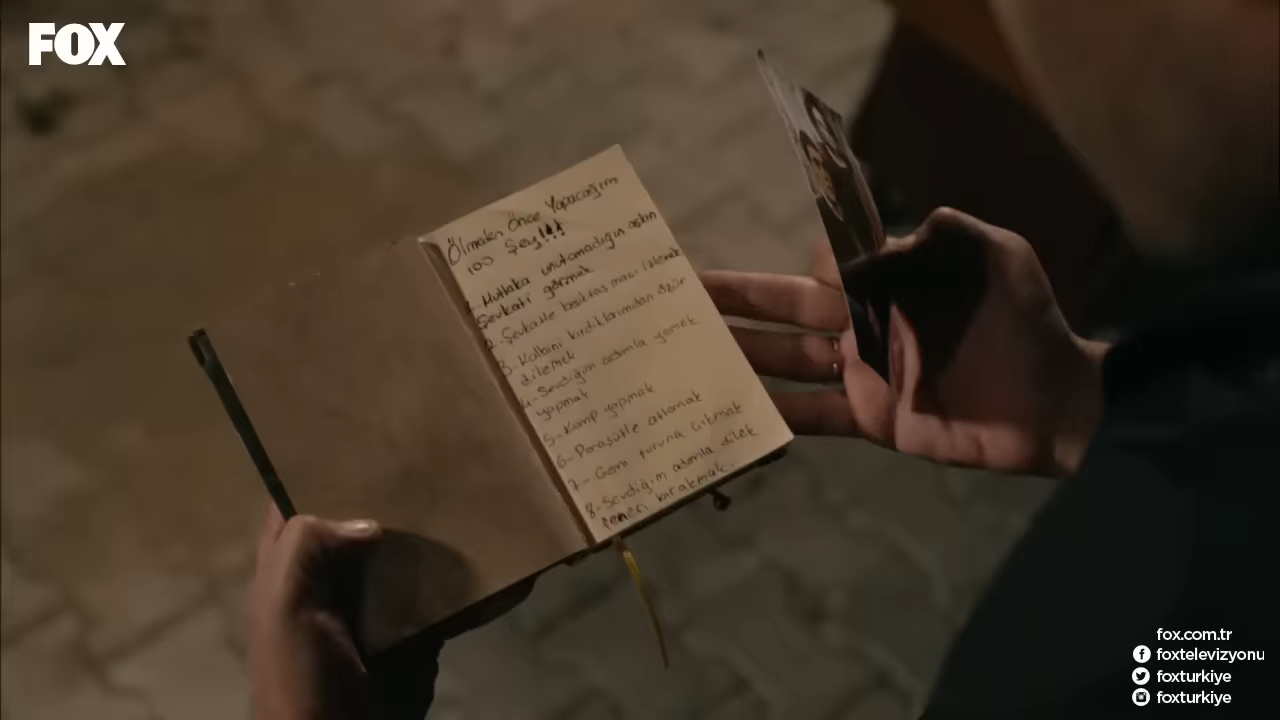 FOX
Ölmeden Önce Yapacağım
100 Şey!!!
1- Mutlaka unutamadığın aşkın
Şevkati görmek
2- Şevkatle beşiktaş maçı izlemek
3- Kalbini kırdıklarımdan özür
dilemek
4- Sevdiğim adamla yemek
yapmak
5- Kamp yapmak
6- Paraşütle atlamak
7- Gemi turuna çıkmak
8- Sevdiğim adamla dilek
feneri bırakmak.
fox.com.tr
foxtelevizyonu
foxturkiye
foxturkiye